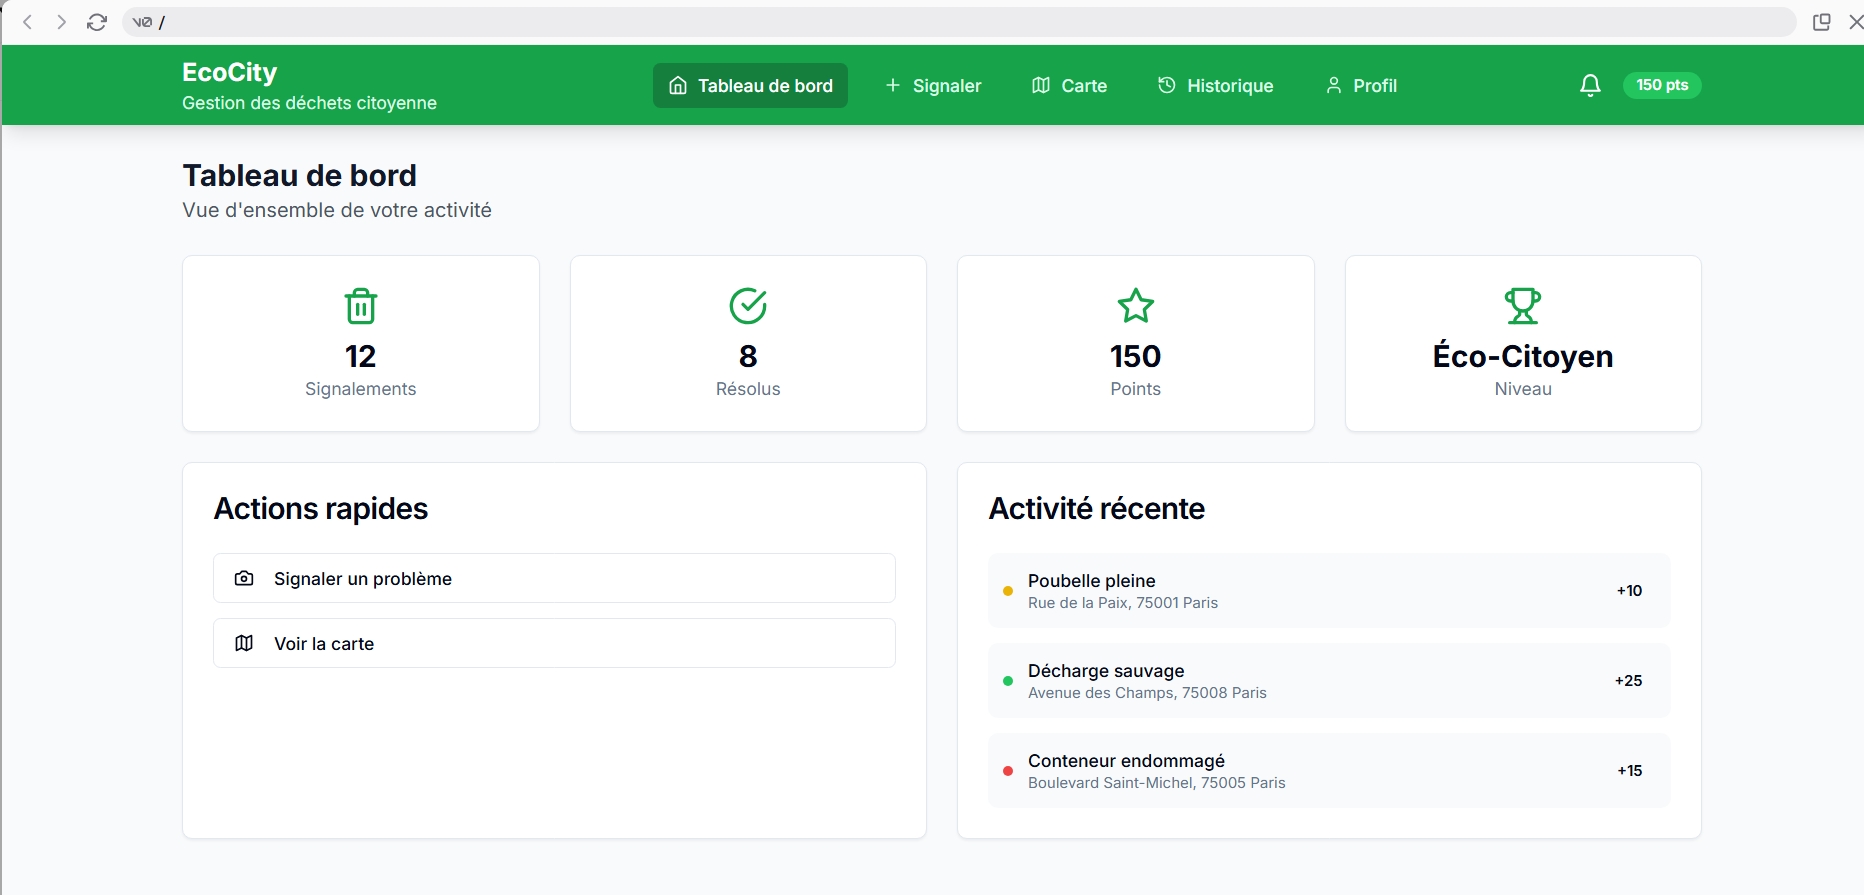 v0 /
EcoCity
Gestion des déchets citoyenne
Tableau de bord
Signaler
Carte
Historique
Profil
150 pts
Tableau de bord
Vue d'ensemble de votre activité
12
Signalements
8
Résolus
150
Points
Éco-Citoyen
Niveau
Actions rapides
Signaler un problème
Voir la carte
Activité récente
Poubelle pleine
Rue de la Paix, 75001 Paris
+10
Décharge sauvage
Avenue des Champs, 75008 Paris
+25
Conteneur endommagé
Boulevard Saint-Michel, 75005 Paris
+15